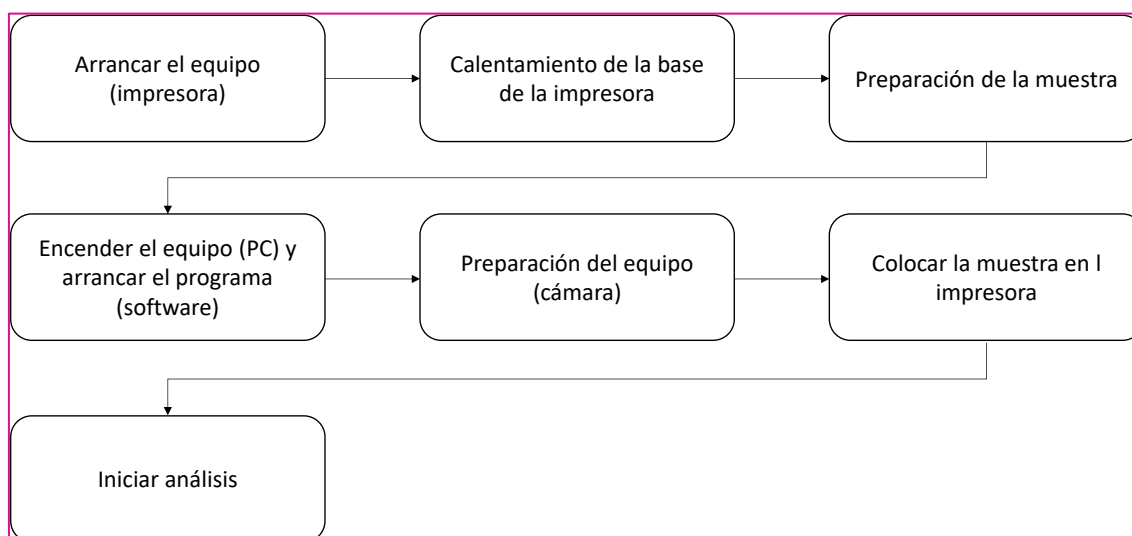 Arrancar el equipo
(impresora)
Calentamiento de la base
de la impresora
Preparación de la muestra
Encender el equipo (PC) y
arrancar el programa
(software)
Preparación del equipo
(cámara)
Colocar la muestra en l
impresora
Iniciar análisis